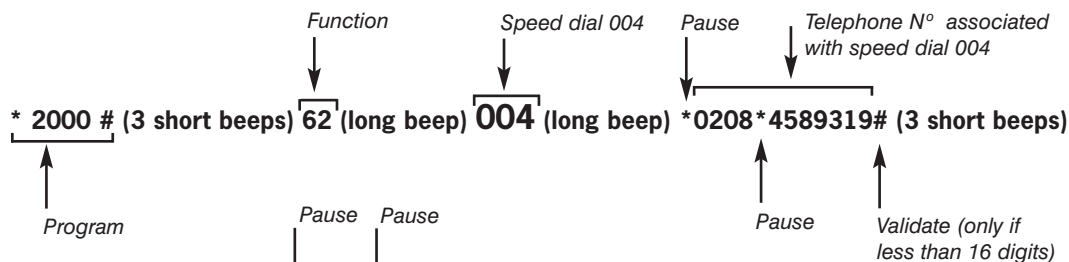 Function
Speed dial 004
Pause
Telephone Nº associated
with speed dial 004
* 2000 # (3 short beeps) 62 (long beep) 004 (long beep) *0208*4589319# (3 short beeps)
Program
Pause
Validate (only if
less than 16 digits)
Pause Pause